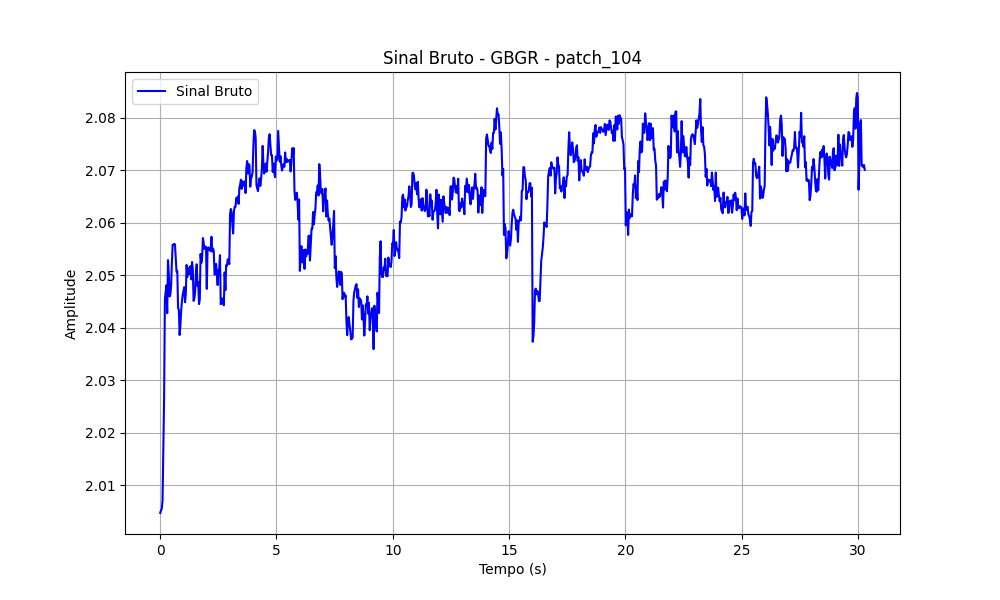 Sinal Bruto - GBGR - patch_104
Sinal Bruto
Amplitude
2.08
2.07
2.06
2.05
2.04
2.03
2.02
2.01
0 5 10 15 20 25 30
Tempo (s)